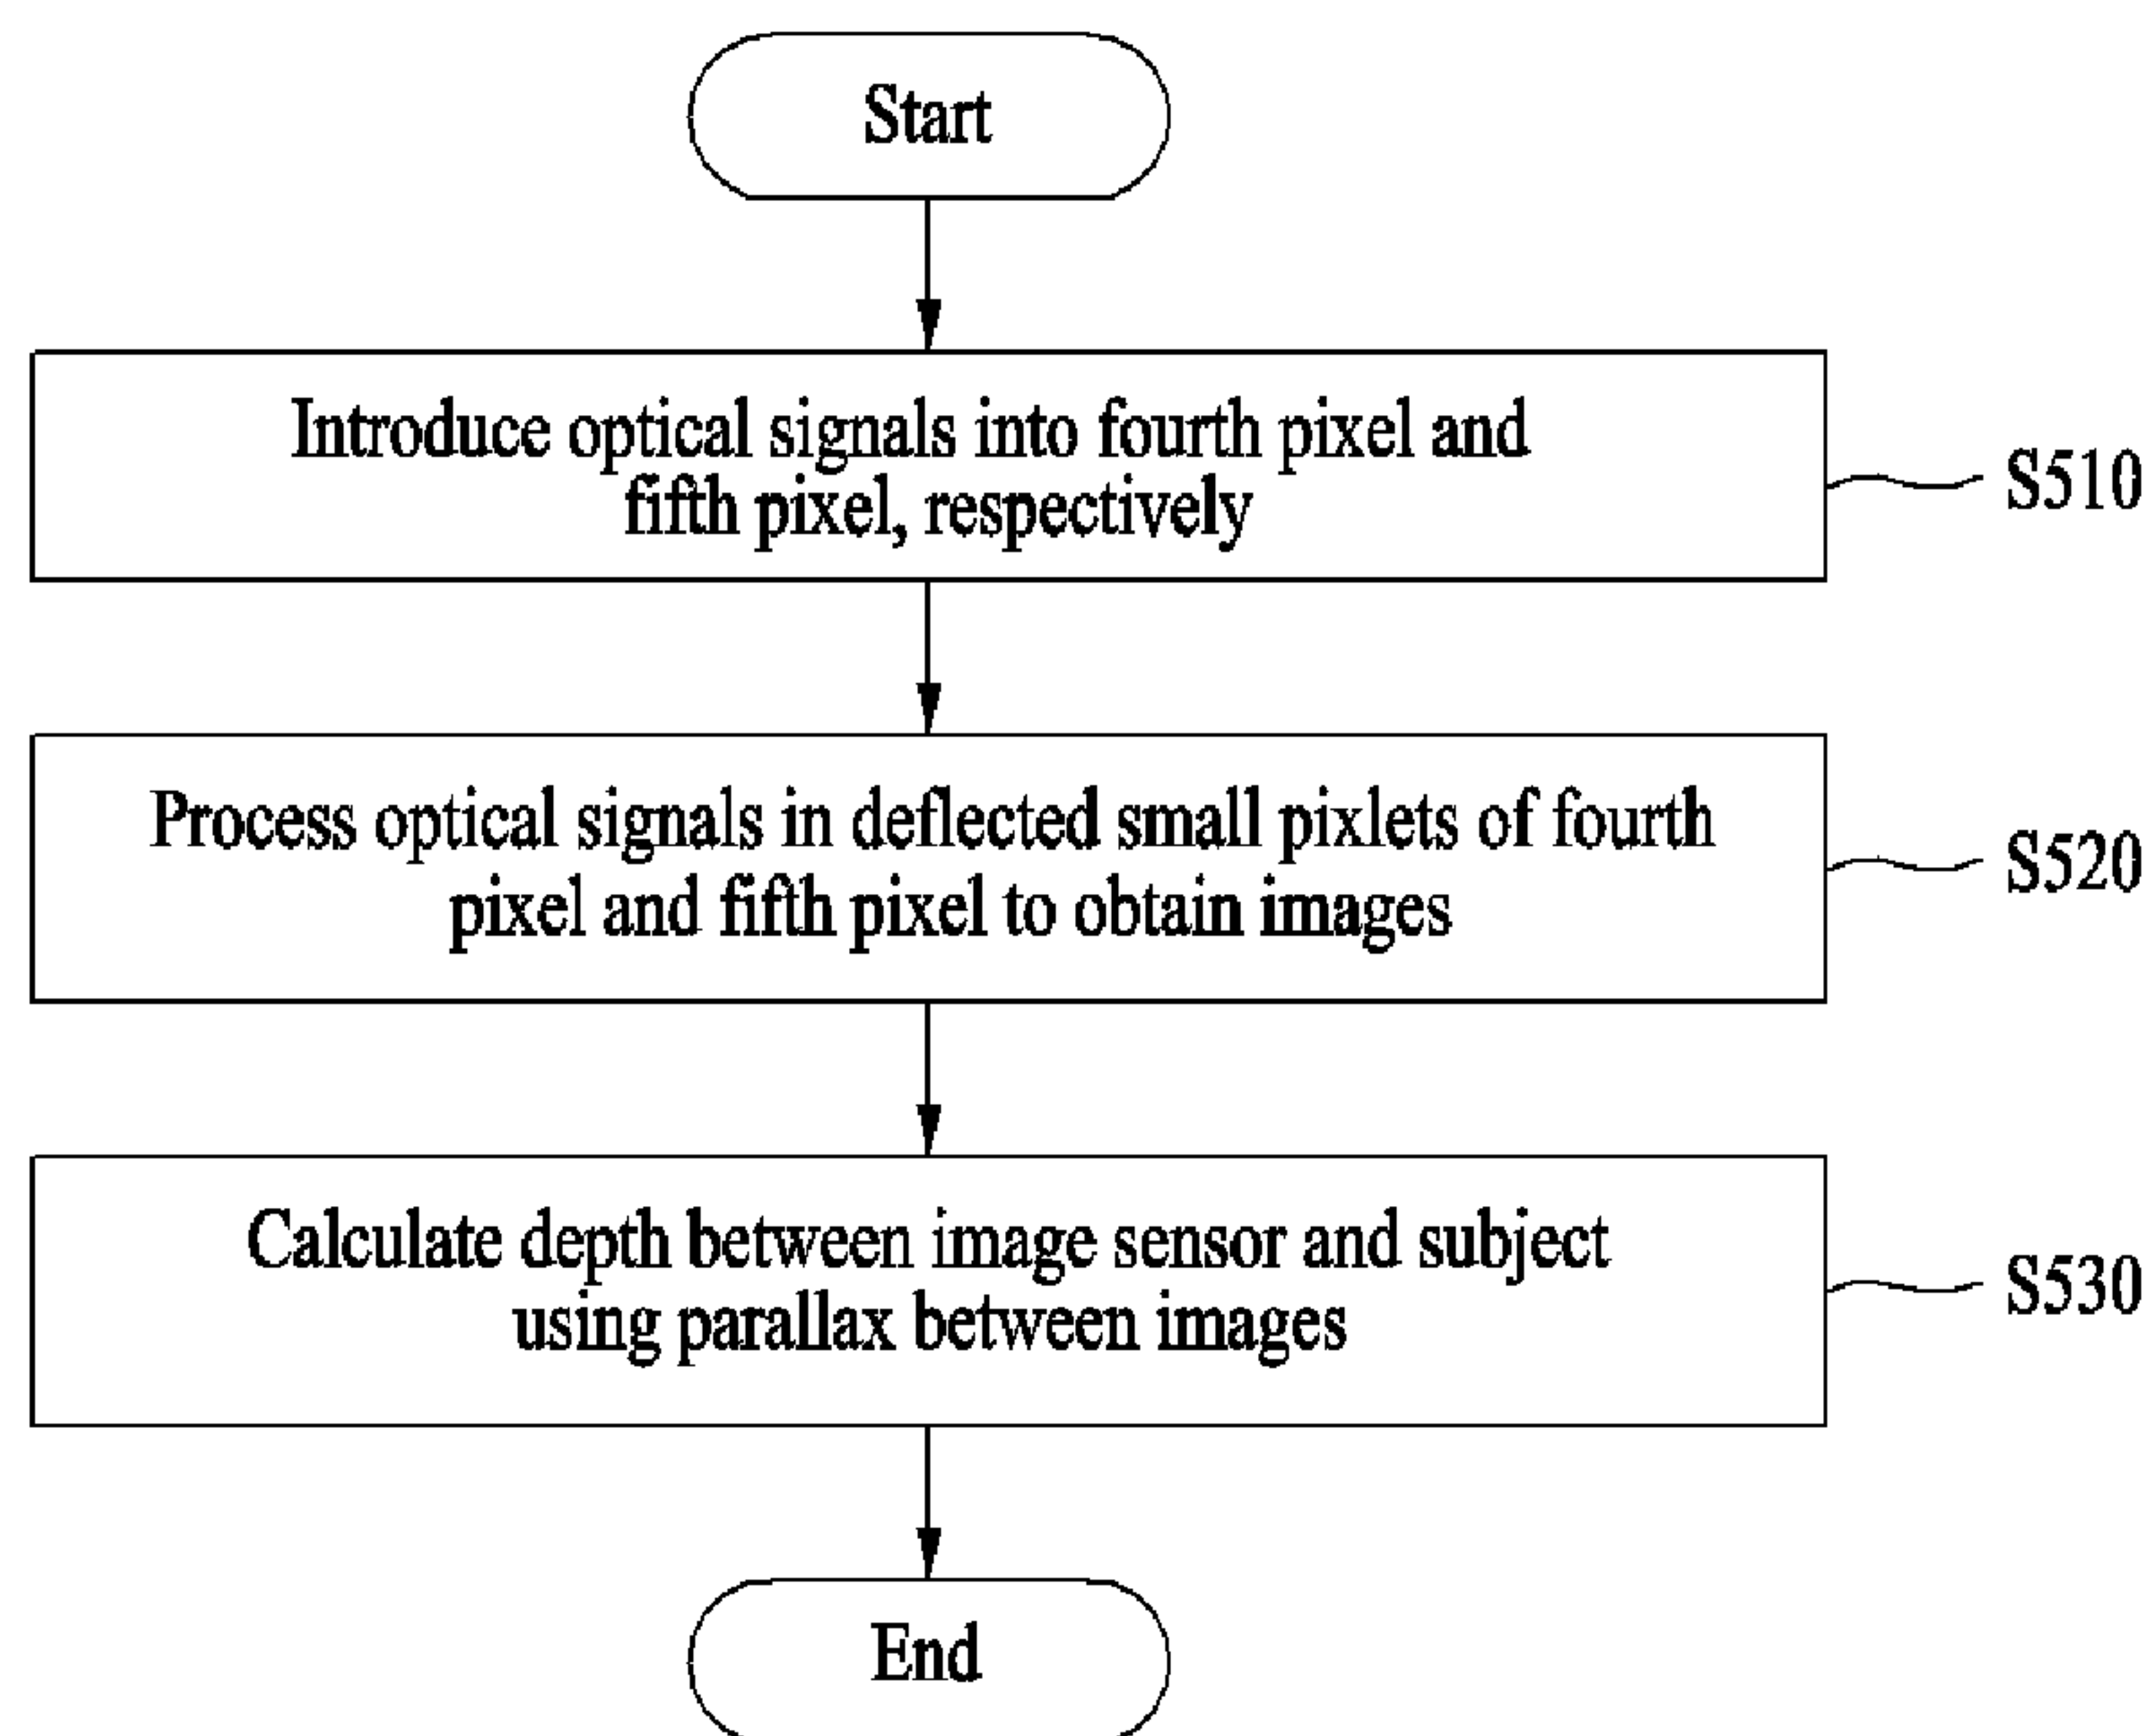 Start
Introduce optical signals into fourth pixel and
fifth pixel, respectively
S510
Process optical signals in deflected small pixlets of fourth
pixel and fifth pixel to obtain images
S520
Calculate depth between image sensor and subject
using parallax between images
S530
End